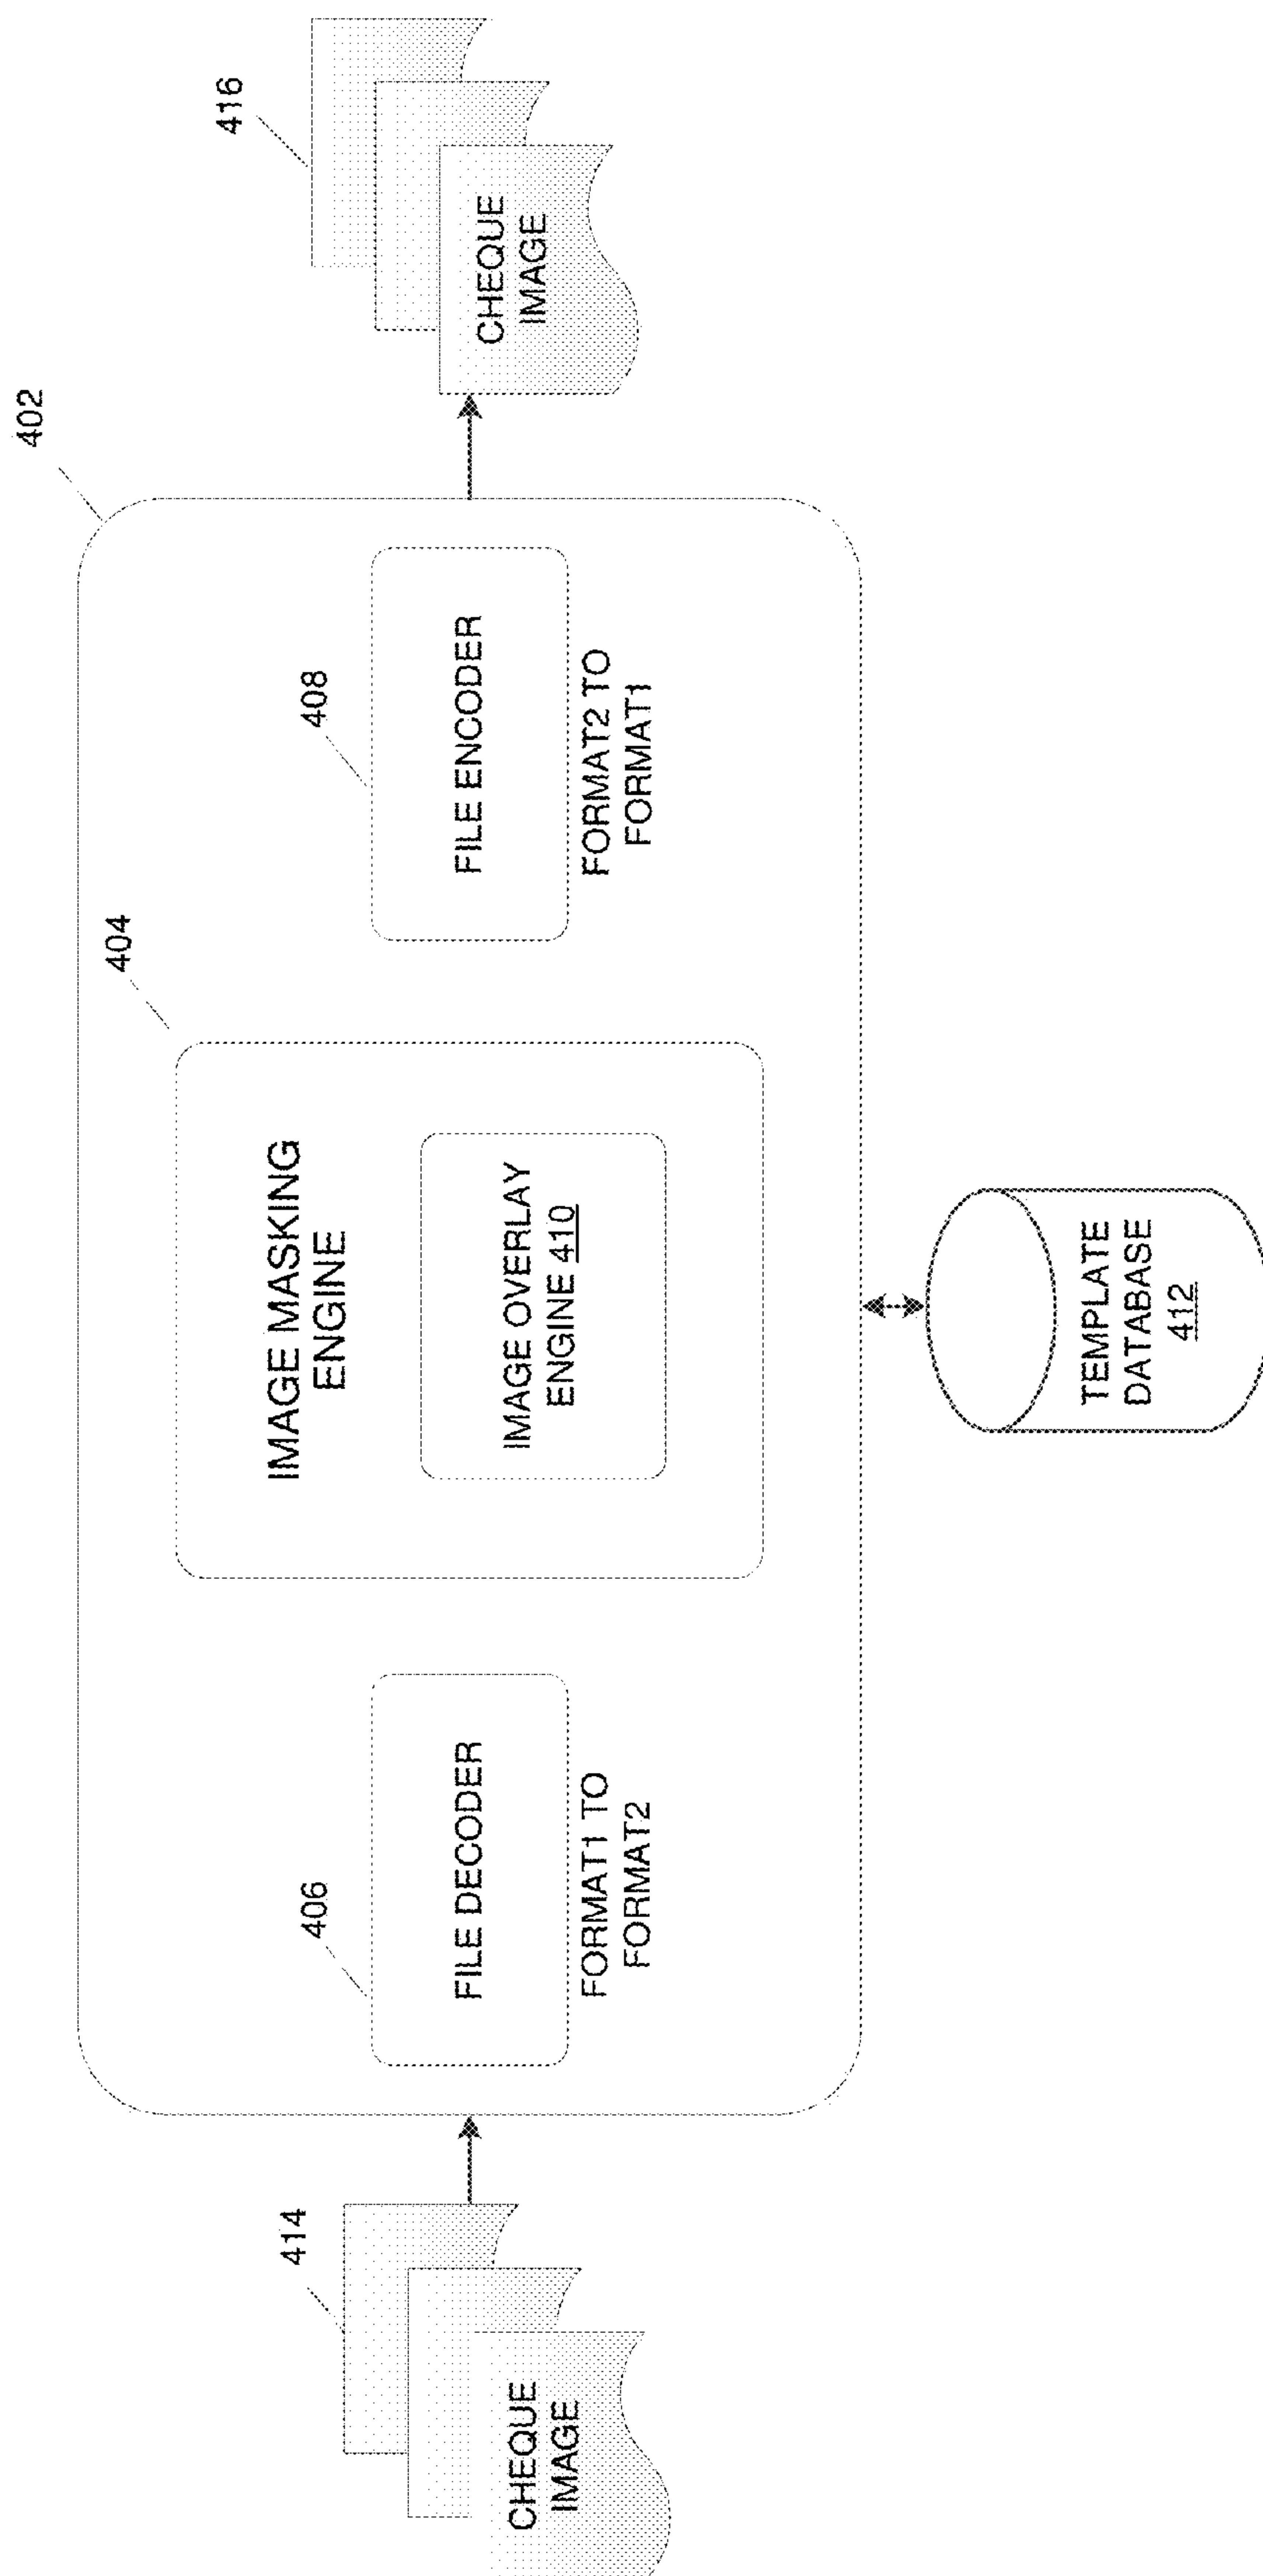 402
404
IMAGE MASKING
ENGINE
IMAGE OVERLAY
ENGINE 410
414
CHEQUE
IMAGE
406
FILE DECODER
FORMAT1 TO
FORMAT2
408
FILE ENCODER
FORMAT2 TO
FORMAT1
416
CHEQUE
IMAGE
TEMPLATE
DATABASE
412